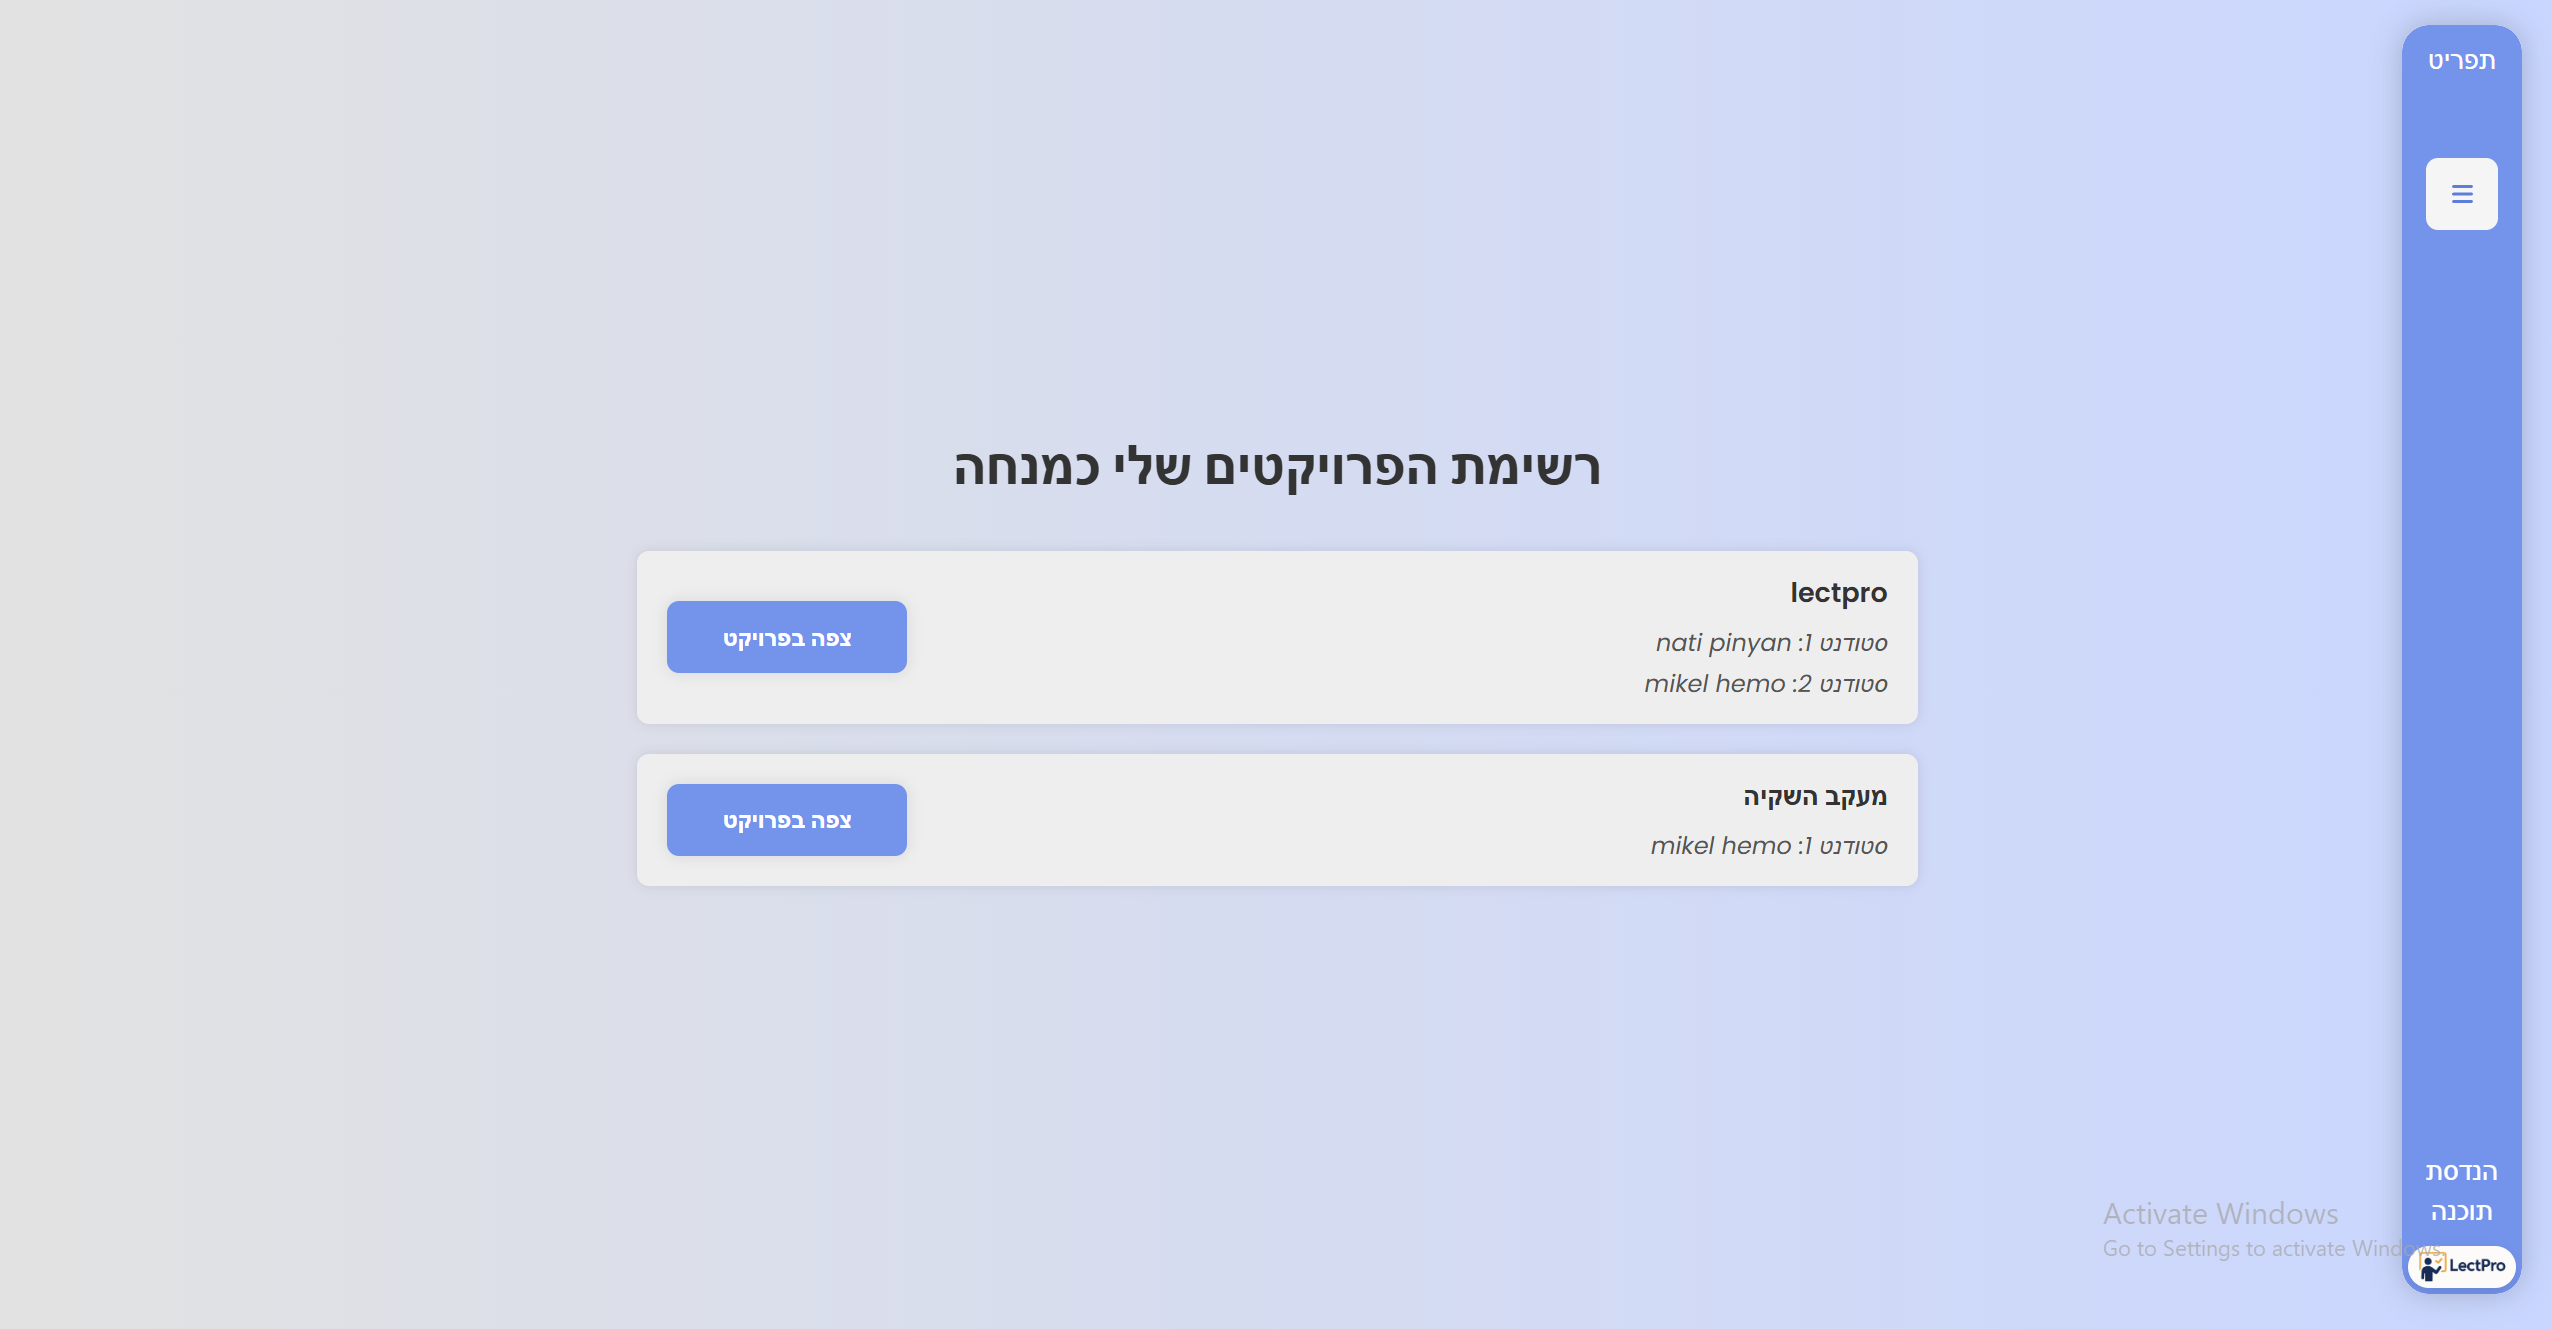 תפריט
רשימת הפרויקטים שלי כמנחה
lectpro
סטודנט 1: nati pinyan
סטודנט 2: mikel hemo
צפה בפרויקט
מעקב השקיה
סטודנט 1: mikel hemo
צפה בפרויקט
הנדסת
תוכנה
LectPro
Activate Windows
Go to Settings to activate Windows.